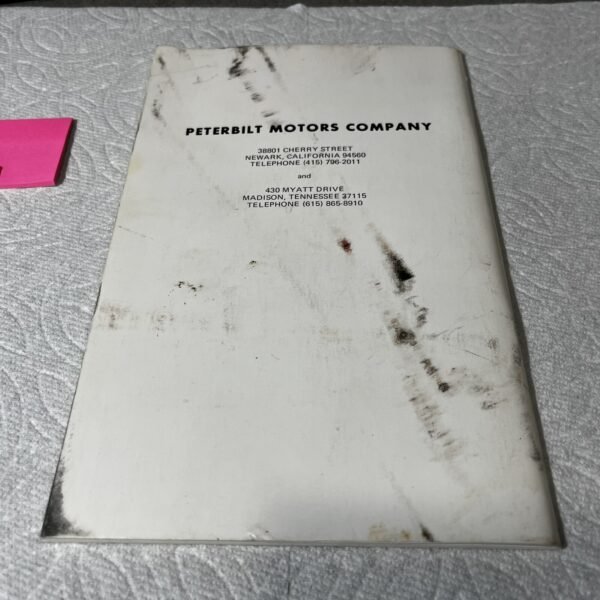 PETERBILT MOTORS COMPANY
38801 CHERRY STREET
NEWARK, CALIFORNIA 94560
TELEPHONE (415) 796-2011
and
430 MYATT DRIVE
MADISON, TENNESSEE 37115
TELEPHONE (615) 865-8910